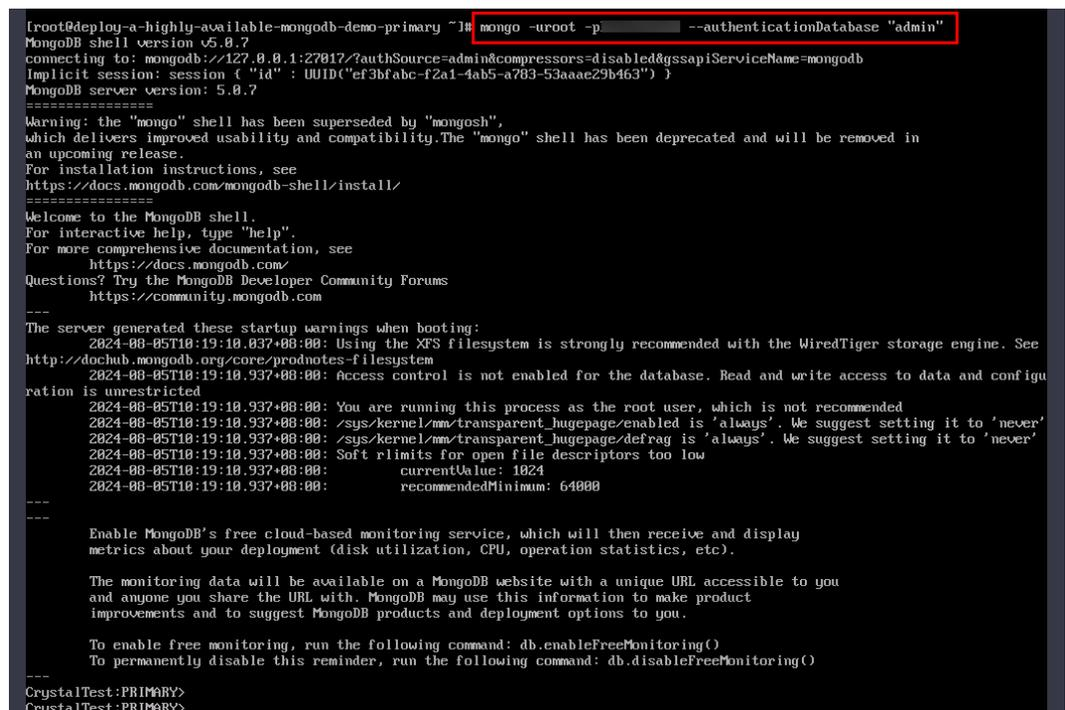 [root@deploy-a-highly-available-mongodb-demo-primary ~]# mongo -uroot -p --authenticationDatabase "admin"
MongoDB shell version v5.0.7
connecting to: mongodb://127.0.0.1:27017/?authSource=admin&compressors=disabled&gssapiServiceName=mongodb
Implicit session: session { "id" : UUID("ef3bfabc-f2a1-4ab5-a783-53aaae29b463") }
MongoDB server version: 5.0.7
================
Warning: the "mongo" shell has been superseded by "mongosh",
which delivers improved usability and compatibility.The "mongo" shell has been deprecated and will be removed in
an upcoming release.
For installation instructions, see
https://docs.mongodb.com/mongodb-shell/install/
================
Welcome to the MongoDB shell.
For interactive help, type "help".
For more comprehensive documentation, see
https://docs.mongodb.com/
Questions? Try the MongoDB Developer Community Forums
https://community.mongodb.com
---
The server generated these startup warnings when booting:
2024-08-05T10:19:10.037+08:00: Using the XFS filesystem is strongly recommended with the WiredTiger storage engine. See
http://dochub.mongodb.org/core/prodnotes-filesystem
2024-08-05T10:19:10.937+08:00: Access control is not enabled for the database. Read and write access to data and configu
ration is unrestricted
2024-08-05T10:19:10.937+08:00: You are running this process as the root user, which is not recommended
2024-08-05T10:19:10.937+08:00: /sys/kernel/mm/transparent_hugepage/enabled is 'always'. We suggest setting it to 'never'
2024-08-05T10:19:10.937+08:00: /sys/kernel/mm/transparent_hugepage/defrag is 'always'. We suggest setting it to 'never'
2024-08-05T10:19:10.937+08:00: Soft rlimits for open file descriptors too low
2024-08-05T10:19:10.937+08:00: currentValue: 1024
2024-08-05T10:19:10.937+08:00: recommendedMinimum: 64000
---
---
Enable MongoDB's free cloud-based monitoring service, which will then receive and display
metrics about your deployment (disk utilization, CPU, operation statistics, etc).
The monitoring data will be available on a MongoDB website with a unique URL accessible to you
and anyone you share the URL with. MongoDB may use this information to make product
improvements and to suggest MongoDB products and deployment options to you.
To enable free monitoring, run the following command: db.enableFreeMonitoring()
To permanently disable this reminder, run the following command: db.disableFreeMonitoring()
---
CrystalTest:PRIMARY>
CrystalTest:PRIMARY>